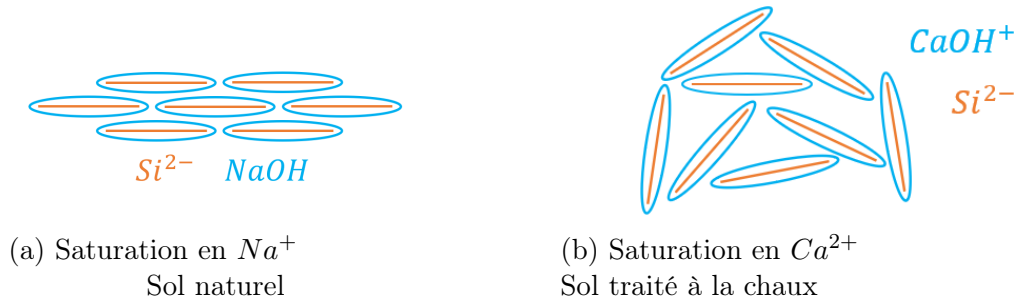 CaOH⁺
Si²⁻
Si²⁻ NaOH
(a) Saturation en Na⁺
Sol naturel
(b) Saturation en Ca²⁺
Sol traité à la chaux